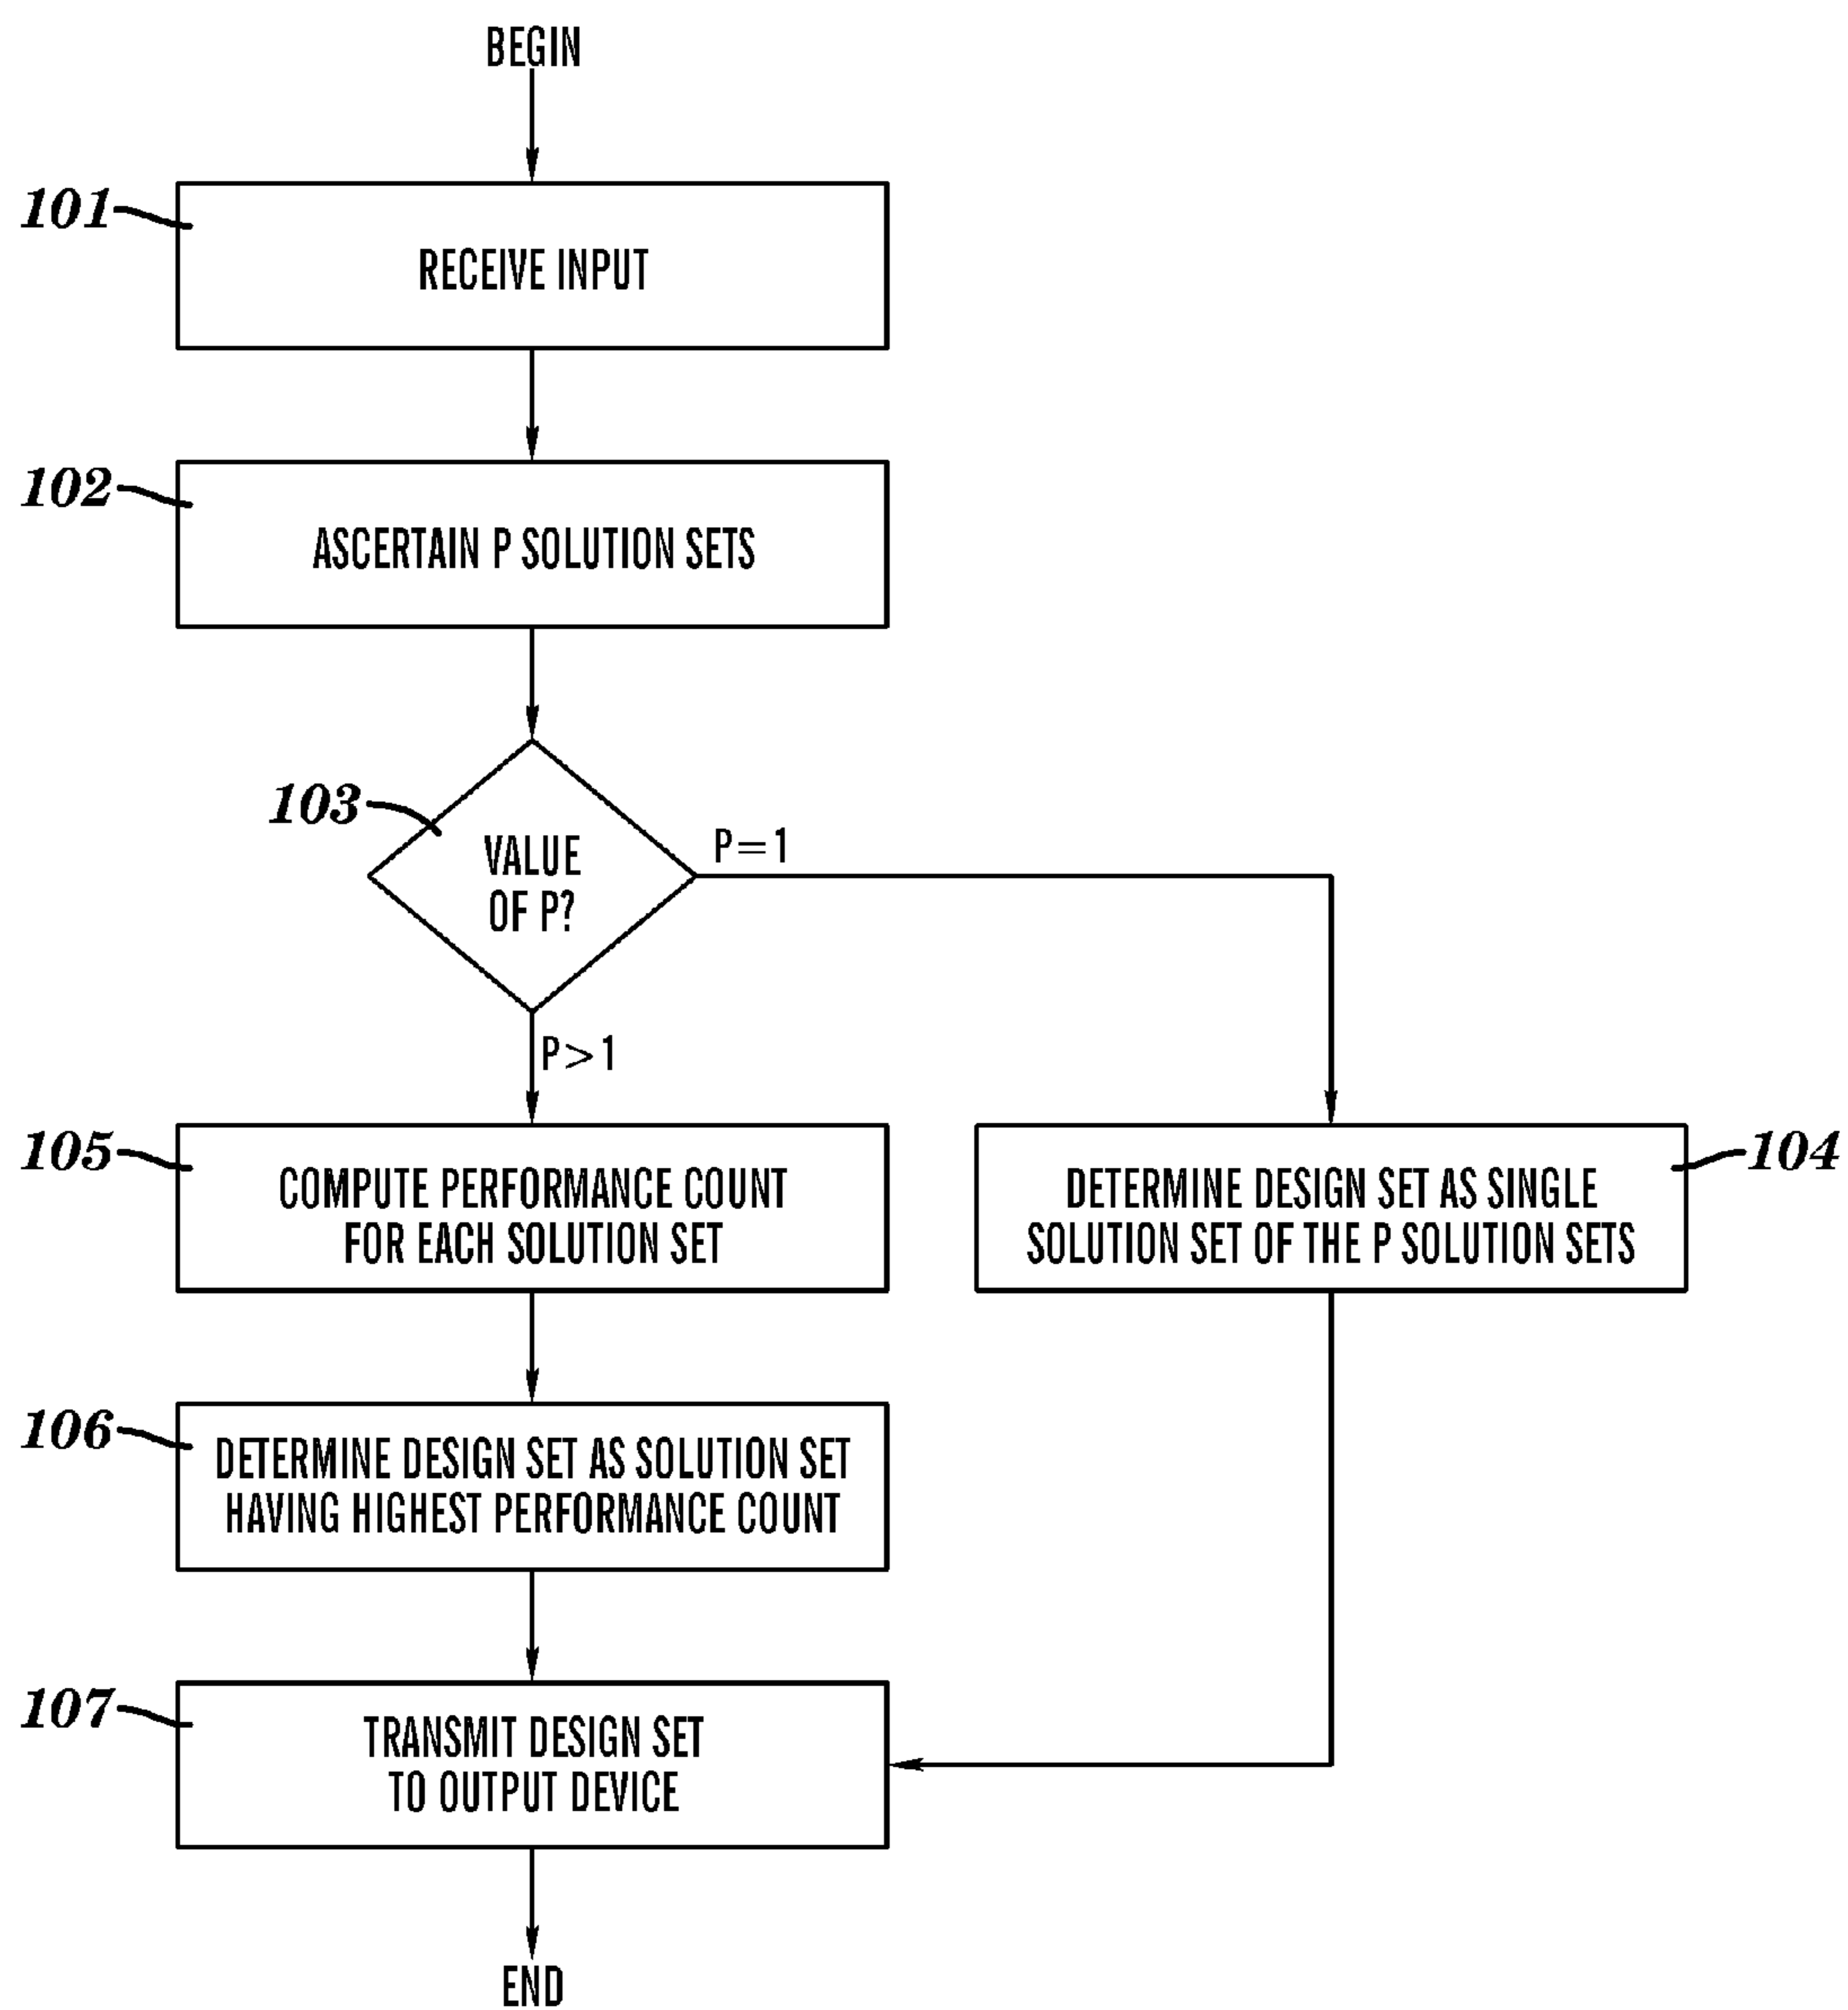 BEGIN
101
RECEIVE INPUT
102
ASCERTAIN P SOLUTION SETS
103
VALUE
OF P?
P=1
P>1
105
COMPUTE PERFORMANCE COUNT
FOR EACH SOLUTION SET
DETERMINE DESIGN SET AS SINGLE
SOLUTION SET OF THE P SOLUTION SETS
104
106
DETERMINE DESIGN SET AS SOLUTION SET
HAVING HIGHEST PERFORMANCE COUNT
107
TRANSMIT DESIGN SET
TO OUTPUT DEVICE
END